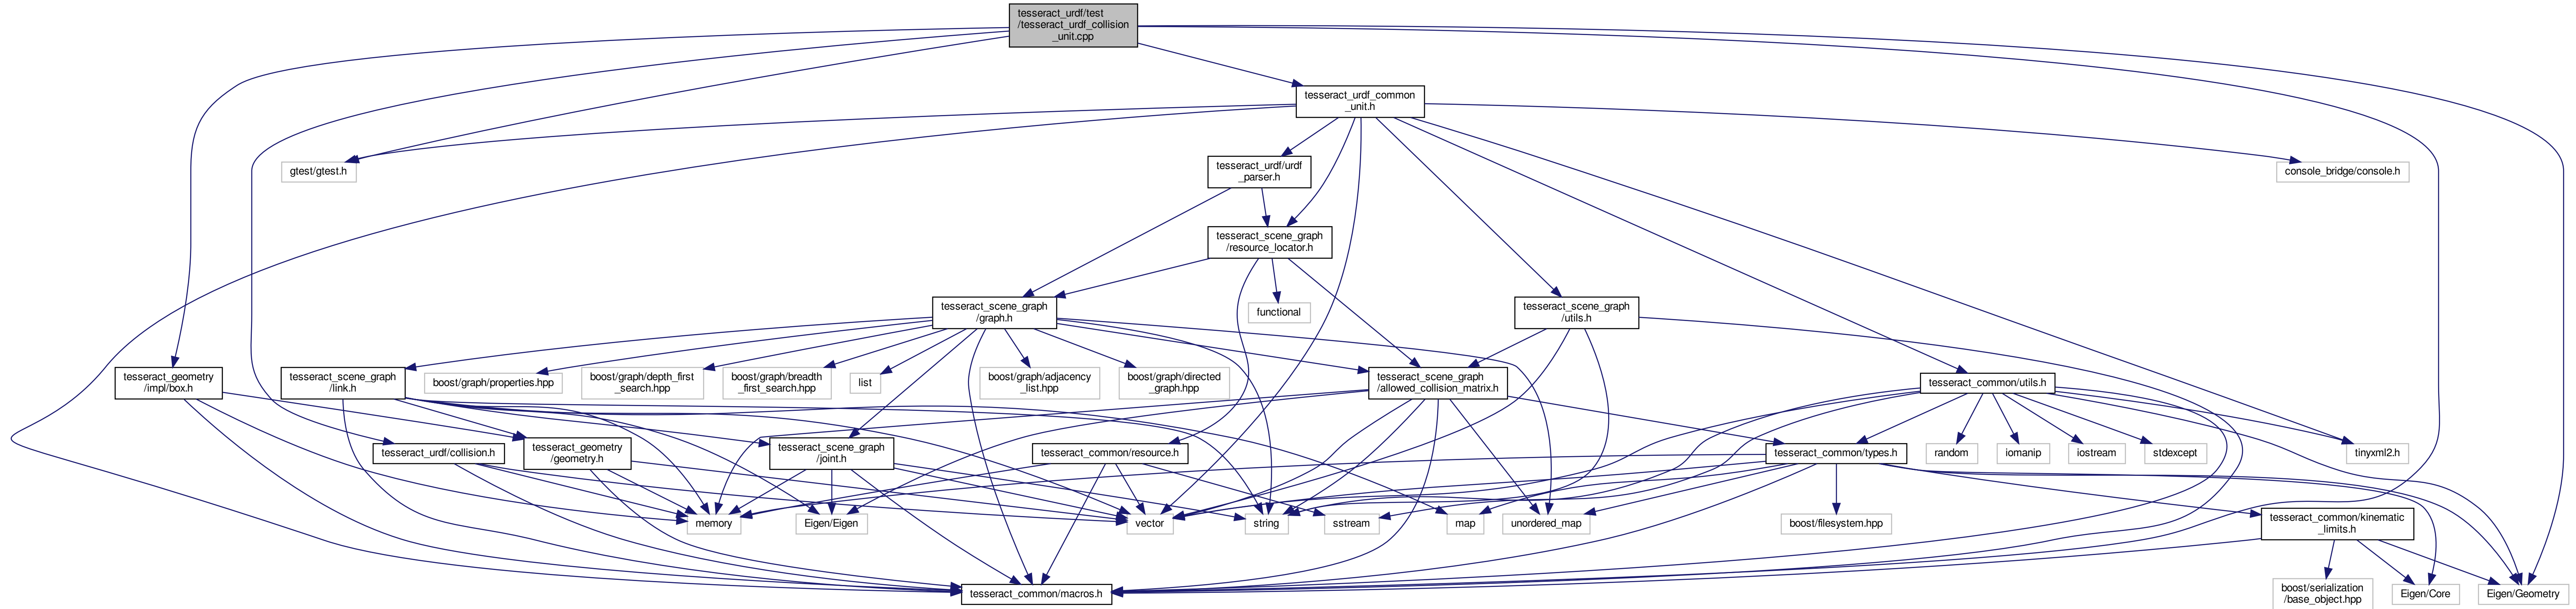 tesseract_urdf/test
/tesseract_urdf_collision
_unit.cpp
tesseract_urdf_common
_unit.h
gtest/gtest.h
tesseract_urdf/urdf
_parser.h
console_bridge/console.h
tesseract_scene_graph
/resource_locator.h
tesseract_scene_graph
/graph.h
functional
tesseract_scene_graph
/utils.h
tesseract_geometry
/impl/box.h
tesseract_scene_graph
/link.h
boost/graph/properties.hpp
boost/graph/depth_first
_search.hpp
boost/graph/breadth
_first_search.hpp
list
boost/graph/adjacency
_list.hpp
boost/graph/directed
_graph.hpp
tesseract_scene_graph
/allowed_collision_matrix.h
tesseract_common/utils.h
tesseract_urdf/collision.h
tesseract_geometry
/geometry.h
tesseract_scene_graph
/joint.h
tesseract_common/resource.h
tesseract_common/types.h
random
iomanip
iostream
stdexcept
tinyxml2.h
memory
Eigen/Eigen
vector
string
sstream
map
unordered_map
boost/filesystem.hpp
tesseract_common/kinematic
_limits.h
tesseract_common/macros.h
boost/serialization
/base_object.hpp
Eigen/Core
Eigen/Geometry